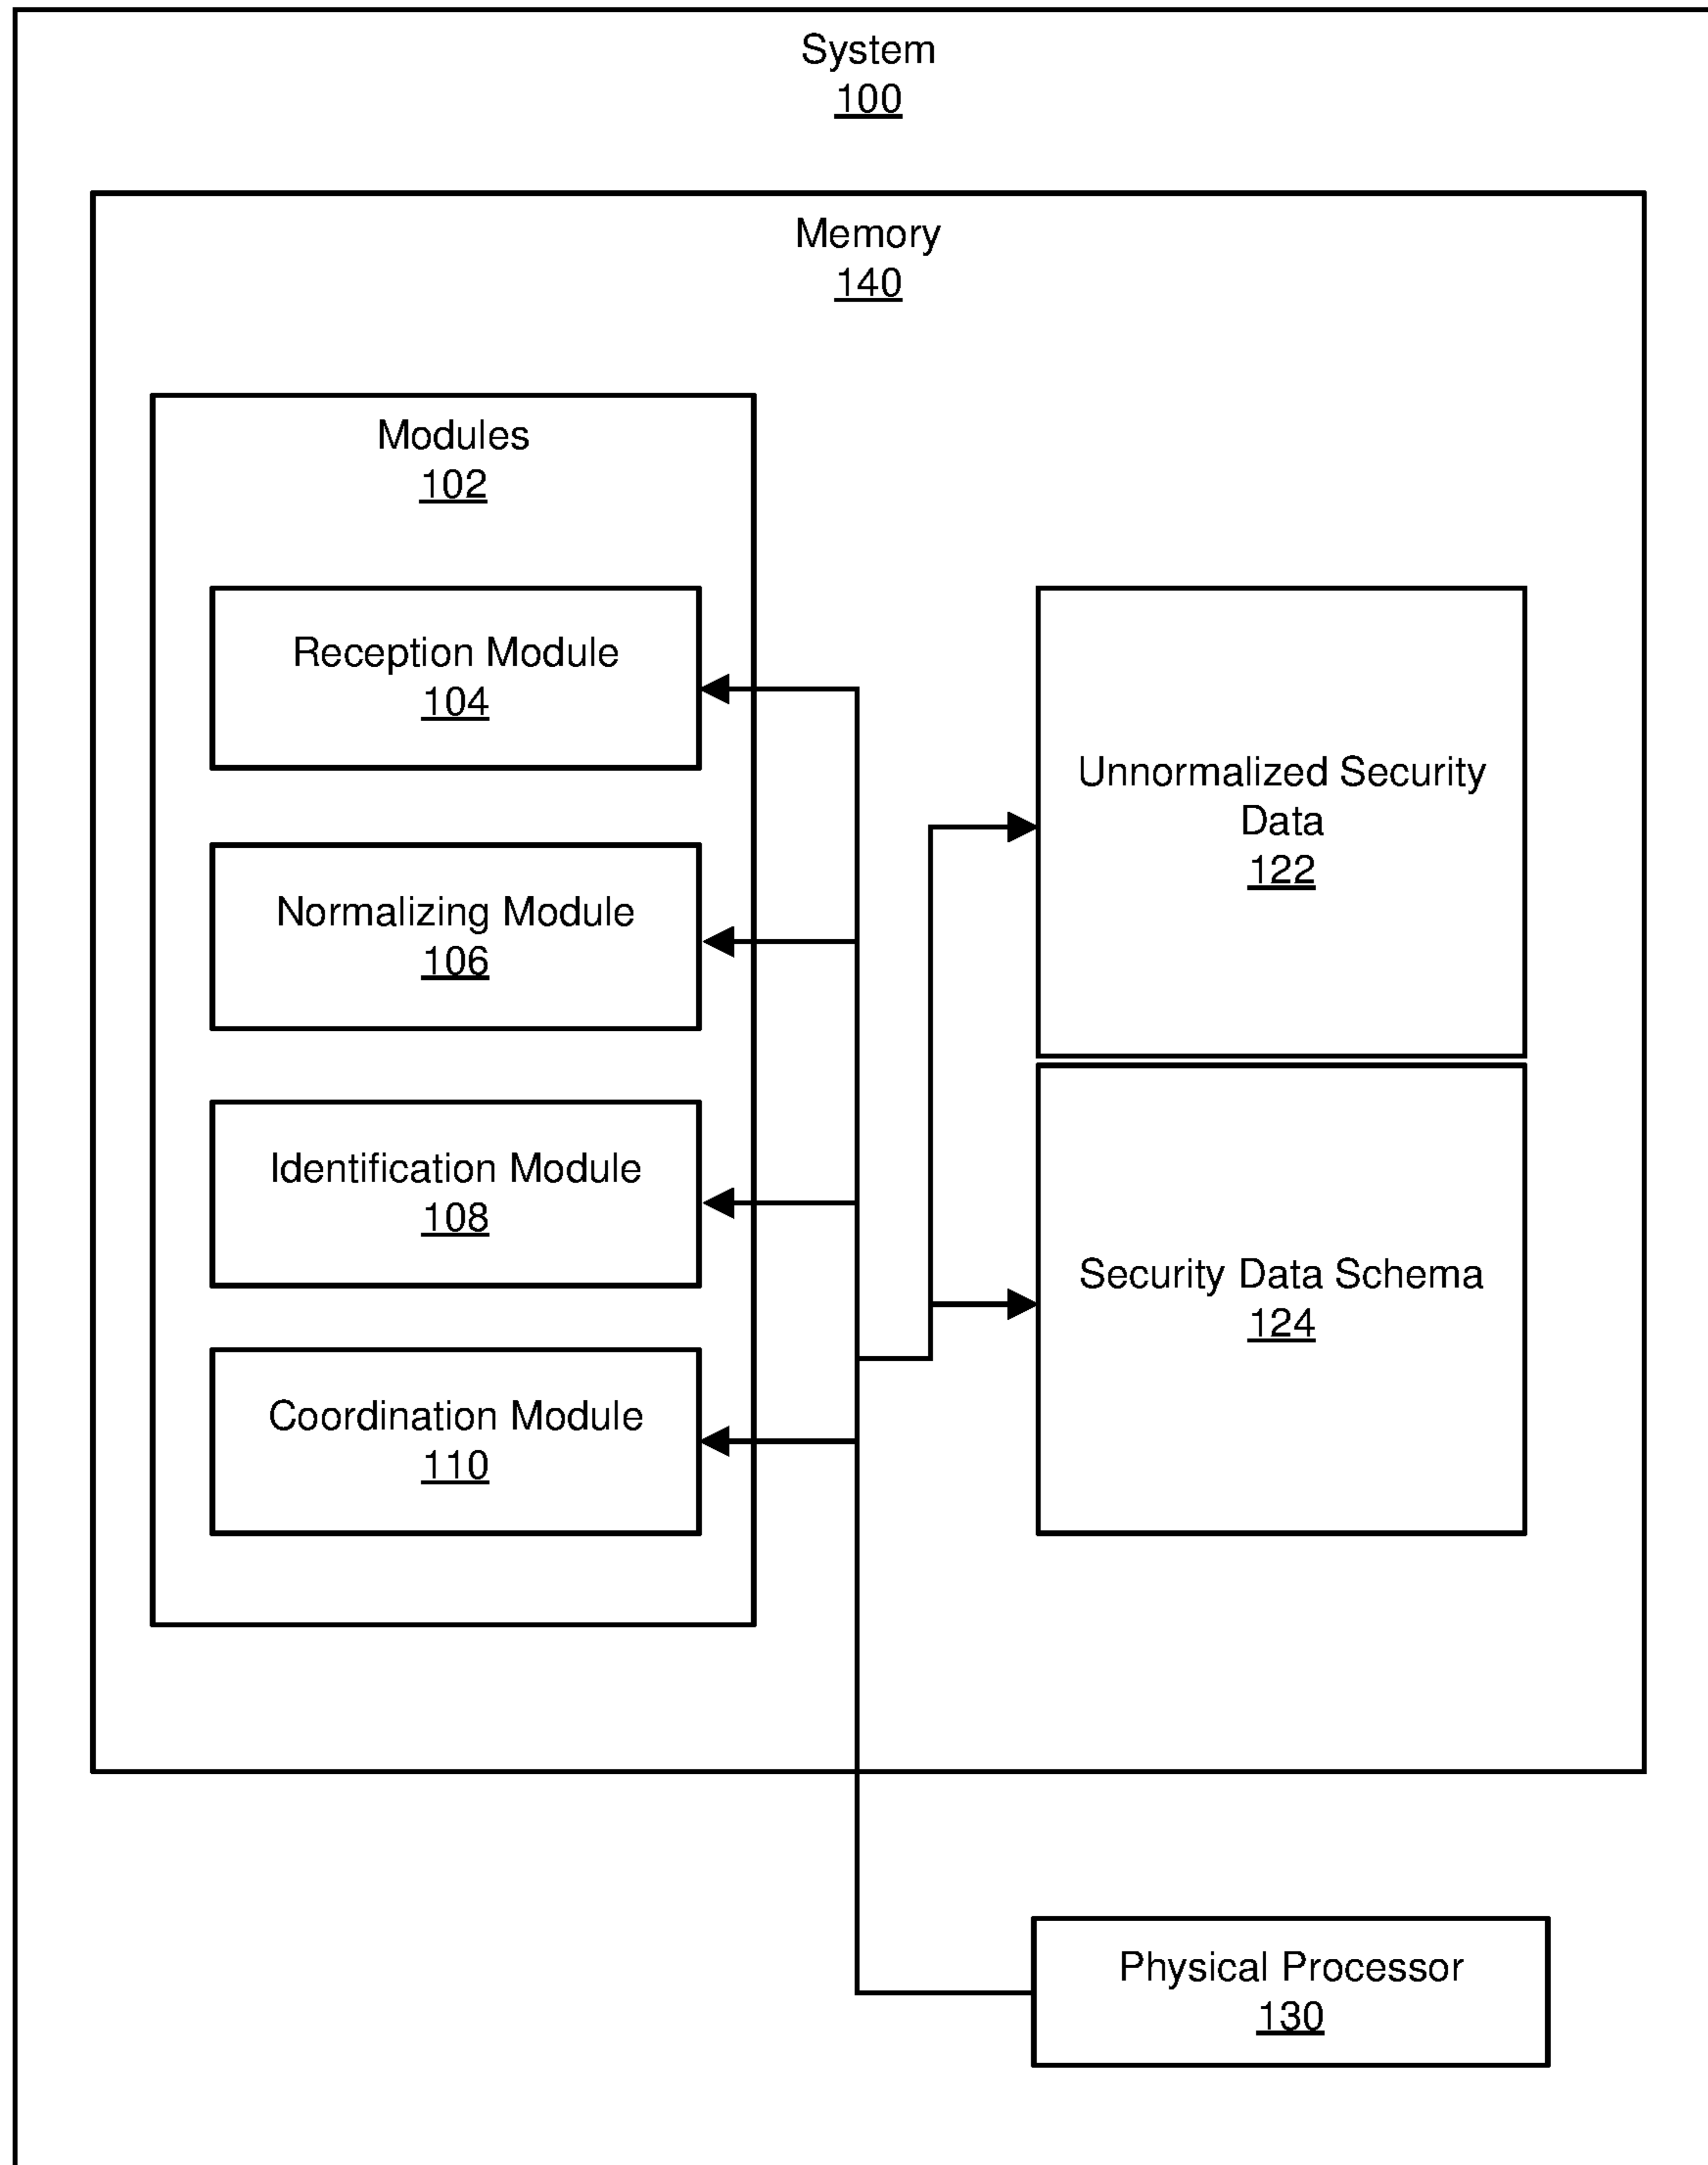 System
100
Memory
140
Modules
102
Reception Module
104
Normalizing Module
106
Identification Module
108
Coordination Module
110
Unnormalized Security
Data
122
Security Data Schema
124
Physical Processor
130